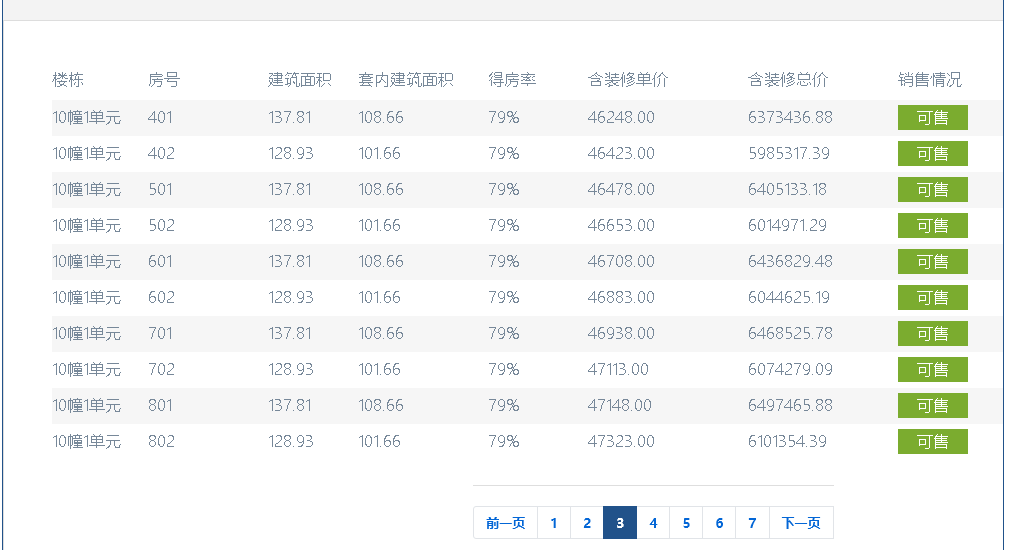 楼栋 房号 建筑面积 套内建筑面积 得房率 含装修单价 含装修总价 销售情况
10幢1单元 401 137.81 108.66 79% 46248.00 6373436.88 可售
10幢1单元 402 128.93 101.66 79% 46423.00 5985317.39 可售
10幢1单元 501 137.81 108.66 79% 46478.00 6405133.18 可售
10幢1单元 502 128.93 101.66 79% 46653.00 6014971.29 可售
10幢1单元 601 137.81 108.66 79% 46708.00 6436829.48 可售
10幢1单元 602 128.93 101.66 79% 46883.00 6044625.19 可售
10幢1单元 701 137.81 108.66 79% 46938.00 6468525.78 可售
10幢1单元 702 128.93 101.66 79% 47113.00 6074279.09 可售
10幢1单元 801 137.81 108.66 79% 47148.00 6497465.88 可售
10幢1单元 802 128.93 101.66 79% 47323.00 6101354.39 可售
前一页 1 2 3 4 5 6 7 下一页